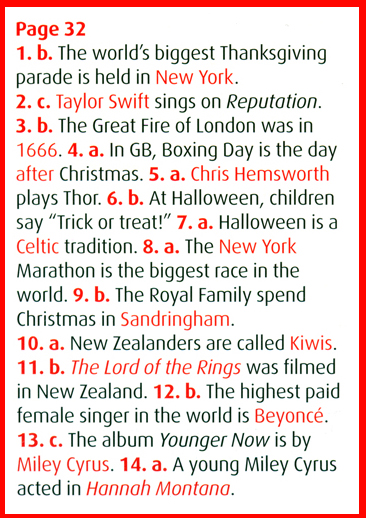 Page 32
1. b. The world's biggest Thanksgiving
parade is held in New York.
2. c. Taylor Swift sings on Reputation.
3. b. The Great Fire of London was in
1666. 4. a. In GB, Boxing Day is the day
after Christmas. 5. a. Chris Hemsworth
plays Thor. 6. b. At Halloween, children
say “Trick or treat!” 7. a. Halloween is a
Celtic tradition. 8. a. The New York
Marathon is the biggest race in the
world. 9. b. The Royal Family spend
Christmas in Sandringham.
10. a. New Zealanders are called Kiwis.
11. b. The Lord of the Rings was filmed
in New Zealand. 12. b. The highest paid
female singer in the world is Beyoncé.
13. c. The album Younger Now is by
Miley Cyrus. 14. a. A young Miley Cyrus
acted in Hannah Montana.